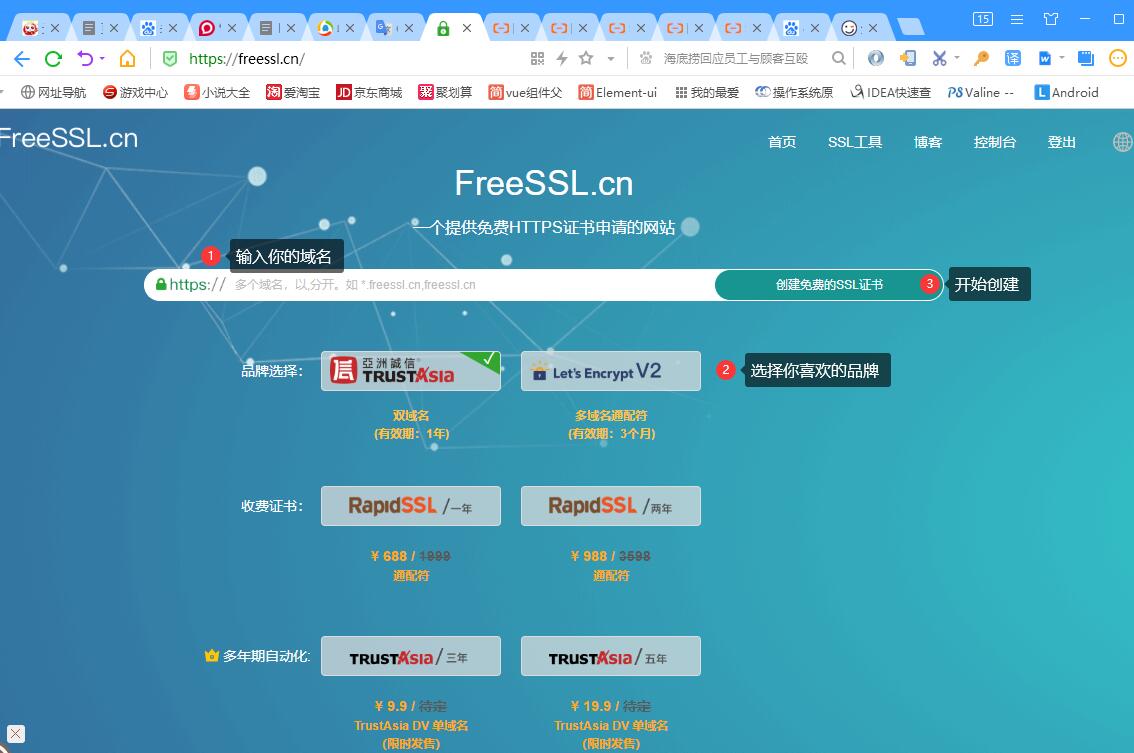 15
https://freessl.cn/
海底捞回应员工与顾客互殴
网址导航 游戏中心 小说大全 淘 爱淘宝 JD 京东商城 聚 聚划算 简 vue组件父 简 Element-ui 我的最爱 操作系统原 IDEA快速查 PS Valine -- L Android
FreeSSL.cn
首页 SSL工具 博客 控制台 登出
FreeSSL.cn
一个提供免费HTTPS证书申请的网站
1 输入你的域名
https:// 多个域名，以,分开。如 *.freessl.cn,freessl.cn 创建免费的SSL证书 3 开始创建
品牌选择： 亞洲誠信 TRUSTAsia Let's Encrypt V2 2 选择你喜欢的品牌
双域名 多域名通配符
(有效期：1年) (有效期：3个月)
收费证书： RapidSSL /一年 RapidSSL /两年
¥ 688 / 1999 ¥ 988 / 3598
通配符 通配符
多年期自动化: TRUSTAsia/三年 TRUSTAsia/五年
¥ 9.9 / 待定 ¥ 19.9 / 待定
TrustAsia DV 单域名 TrustAsia DV 单域名
(限时发售) (限时发售)